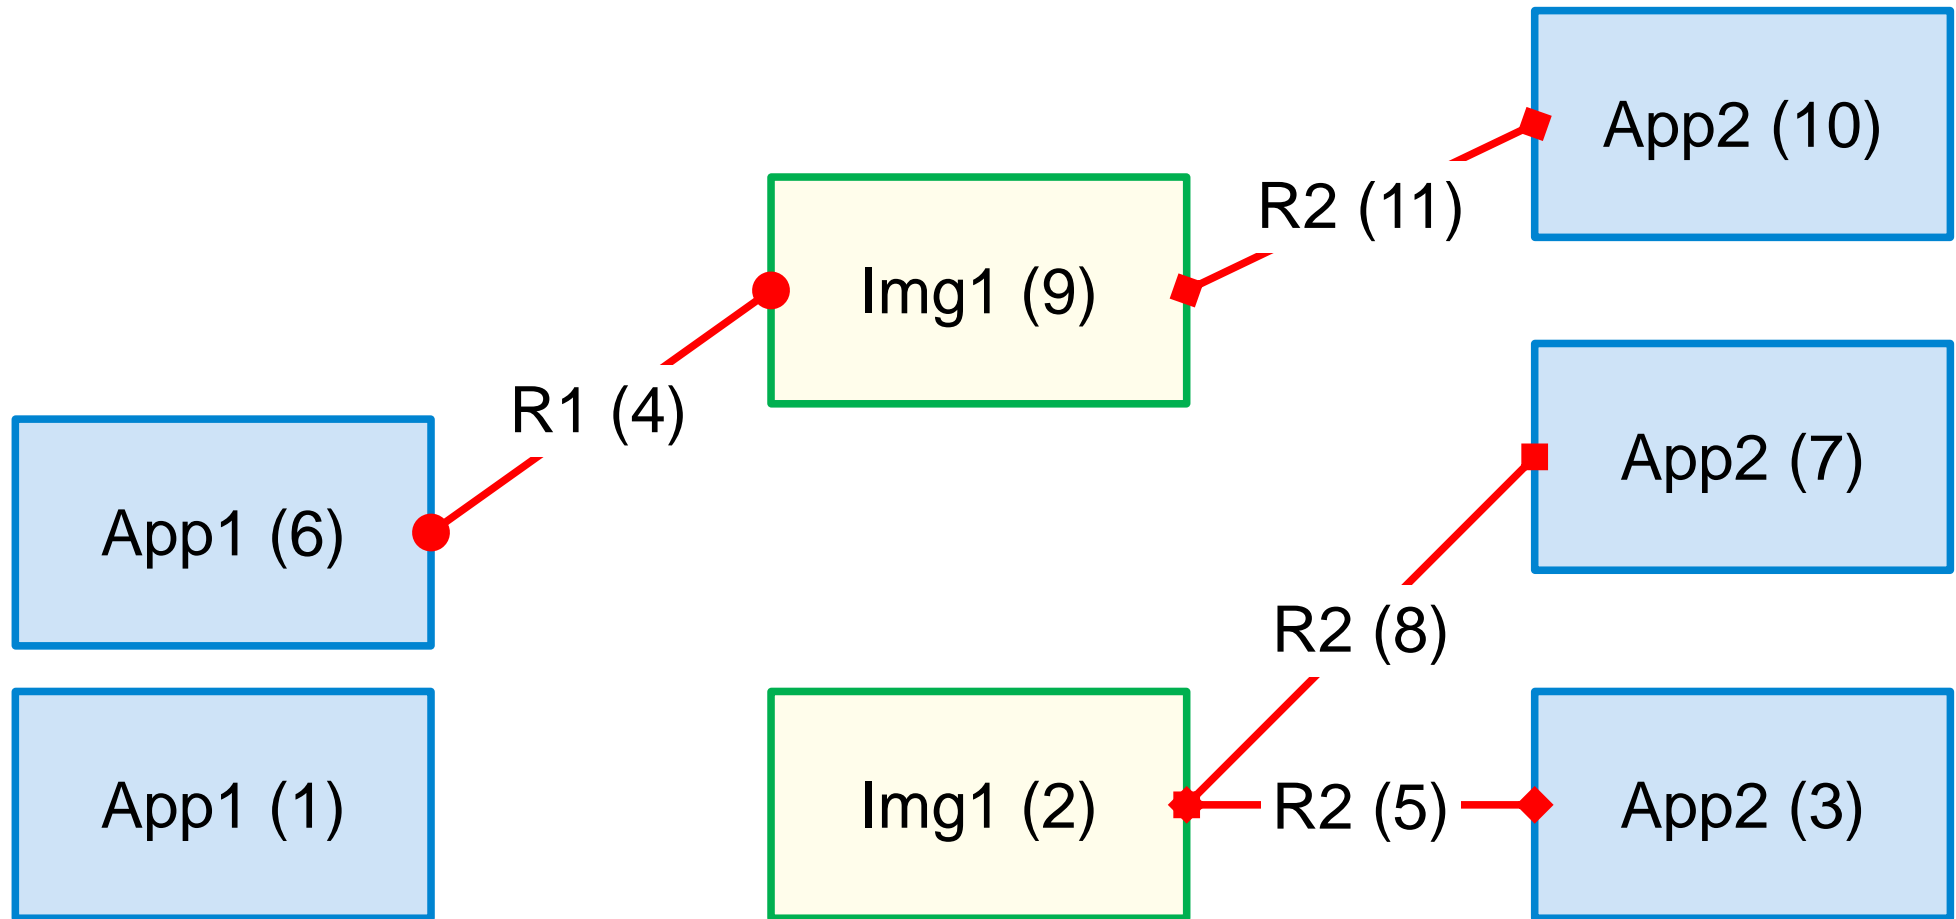 App2 (10)
R2 (11)
Img1 (9)
R1 (4)
App2 (7)
App1 (6)
R2 (8)
App1 (1)
Img1 (2)
R2 (5)
App2 (3)